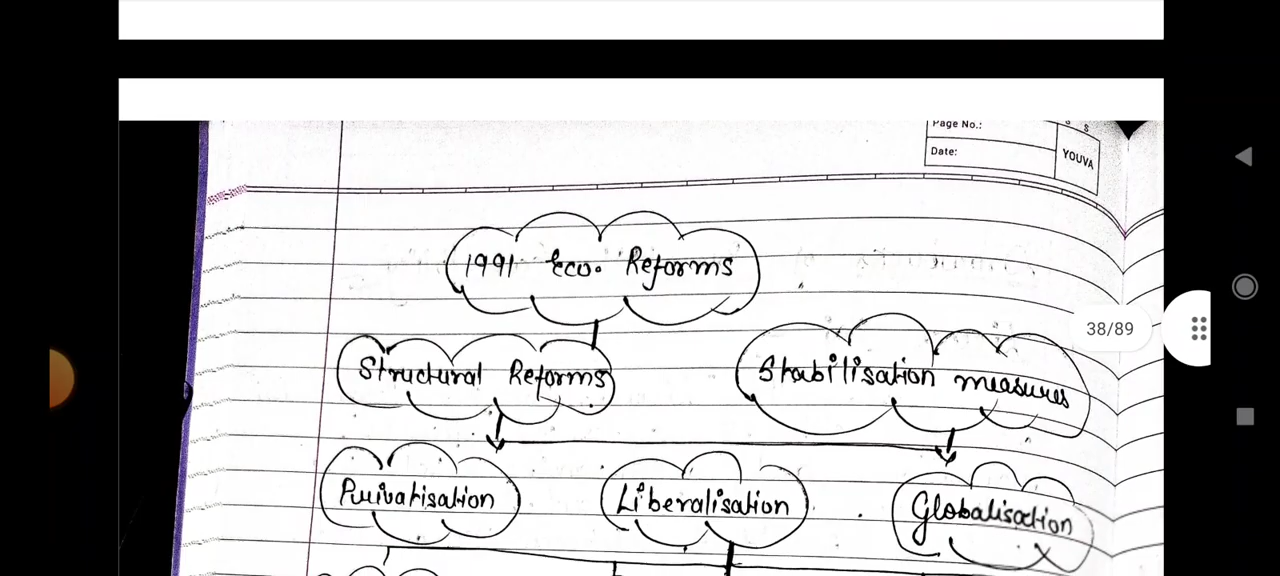 Page No.:
Date:
YOUVA
1991 Eco. Reforms
38/89
Structural Reforms
Stabilisation measures
Privatisation
Liberalisation
Globalisation